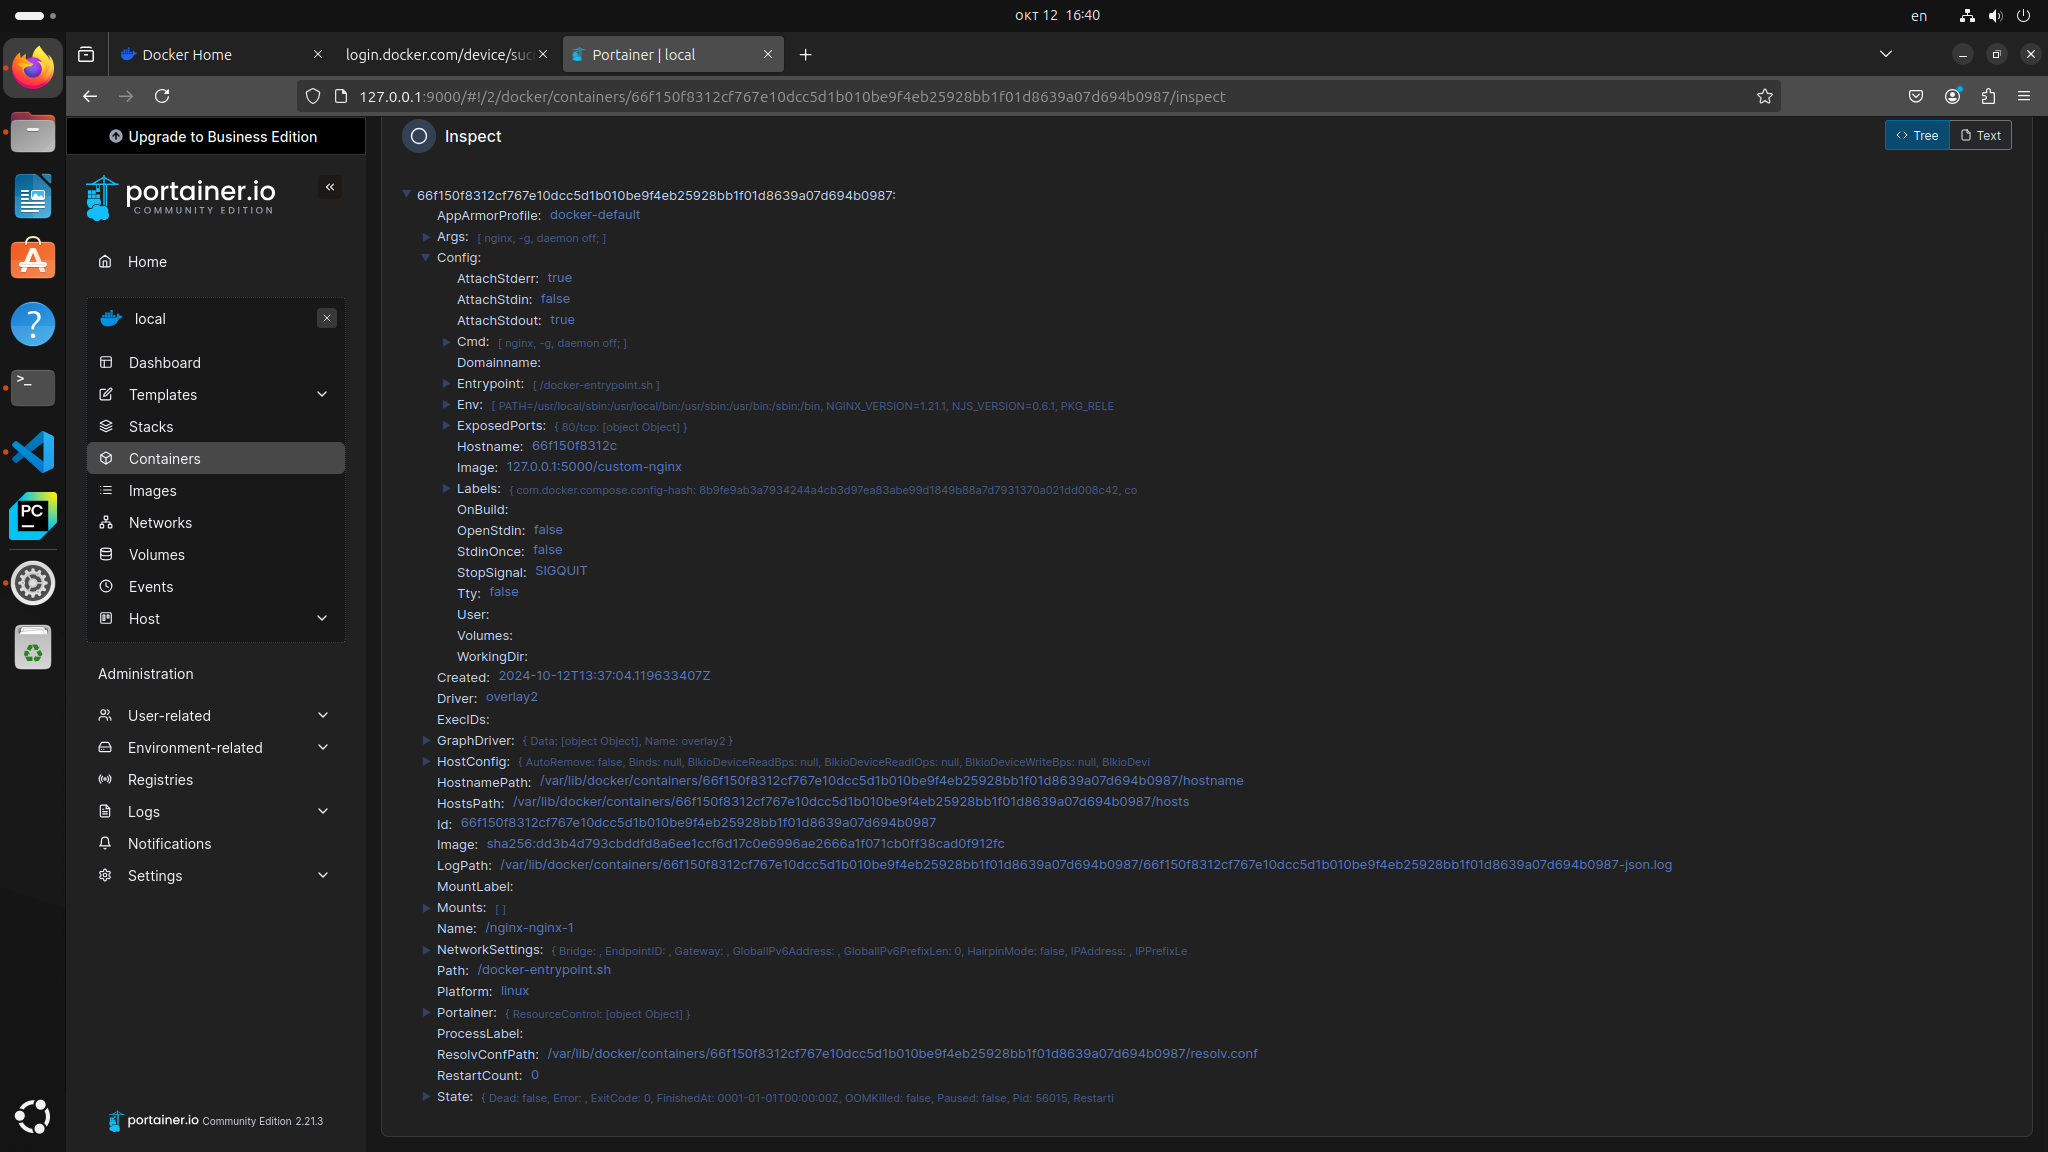 окт 12 16:40
en
Docker Home
login.docker.com/device/suc
Portainer | local
127.0.0.1:9000/#!/2/docker/containers/66f150f8312cf767e10dcc5d1b010be9f4eb25928bb1f01d8639a07d694b0987/inspect
Upgrade to Business Edition
portainer.io
COMMUNITY EDITION
Home
local
Dashboard
Templates
Stacks
Containers
Images
Networks
Volumes
Events
Host
Administration
User-related
Environment-related
Registries
Logs
Notifications
Settings
portainer.io Community Edition 2.21.3
Inspect
Tree
Text
66f150f8312cf767e10dcc5d1b010be9f4eb25928bb1f01d8639a07d694b0987:
AppArmorProfile: docker-default
Args: [ nginx, -g, daemon off; ]
Config:
AttachStderr: true
AttachStdin: false
AttachStdout: true
Cmd: [ nginx, -g, daemon off; ]
Domainname:
Entrypoint: [ /docker-entrypoint.sh ]
Env: [ PATH=/usr/local/sbin:/usr/local/bin:/usr/sbin:/usr/bin:/sbin:/bin, NGINX_VERSION=1.21.1, NJS_VERSION=0.6.1, PKG_RELE
ExposedPorts: { 80/tcp: [object Object] }
Hostname: 66f150f8312c
Image: 127.0.0.1:5000/custom-nginx
Labels: { com.docker.compose.config-hash: 8b9fe9ab3a7934244a4cb3d97ea83abe99d1849b88a7d7931370a021dd008c42, co
OnBuild:
OpenStdin: false
StdinOnce: false
StopSignal: SIGQUIT
Tty: false
User:
Volumes:
WorkingDir:
Created: 2024-10-12T13:37:04.119633407Z
Driver: overlay2
ExecIDs:
GraphDriver: { Data: [object Object], Name: overlay2 }
HostConfig: { AutoRemove: false, Binds: null, BlkioDeviceReadBps: null, BlkioDeviceReadIOps: null, BlkioDeviceWriteBps: null, BlkioDevi
HostnamePath: /var/lib/docker/containers/66f150f8312cf767e10dcc5d1b010be9f4eb25928bb1f01d8639a07d694b0987/hostname
HostsPath: /var/lib/docker/containers/66f150f8312cf767e10dcc5d1b010be9f4eb25928bb1f01d8639a07d694b0987/hosts
Id: 66f150f8312cf767e10dcc5d1b010be9f4eb25928bb1f01d8639a07d694b0987
Image: sha256:dd3b4d793cbddfd8a6ee1ccf6d17c0e6996ae2666a1f071cb0ff38cad0f912fc
LogPath: /var/lib/docker/containers/66f150f8312cf767e10dcc5d1b010be9f4eb25928bb1f01d8639a07d694b0987/66f150f8312cf767e10dcc5d1b010be9f4eb25928bb1f01d8639a07d694b0987-json.log
MountLabel:
Mounts: [ ]
Name: /nginx-nginx-1
NetworkSettings: { Bridge: , EndpointID: , Gateway: , GlobalIPv6Address: , GlobalIPv6PrefixLen: 0, HairpinMode: false, IPAddress: , IPPrefixLe
Path: /docker-entrypoint.sh
Platform: linux
Portainer: { ResourceControl: [object Object] }
ProcessLabel:
ResolvConfPath: /var/lib/docker/containers/66f150f8312cf767e10dcc5d1b010be9f4eb25928bb1f01d8639a07d694b0987/resolv.conf
RestartCount: 0
State: { Dead: false, Error: , ExitCode: 0, FinishedAt: 0001-01-01T00:00:00Z, OOMKilled: false, Paused: false, Pid: 56015, Restarti